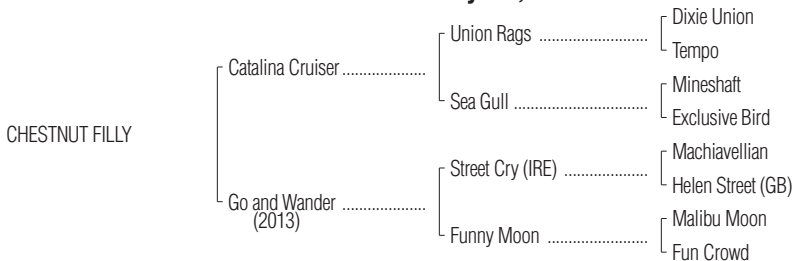 Dixie Union
Union Rags ....................
Tempo
Catalina Cruiser ....................
Mineshaft
Sea Gull ....................
Exclusive Bird
CHESTNUT FILLY
Machiavellian
Street Cry (IRE) ....................
Helen Street (GB)
Go and Wander ....................
(2013)
Malibu Moon
Funny Moon ....................
Fun Crowd